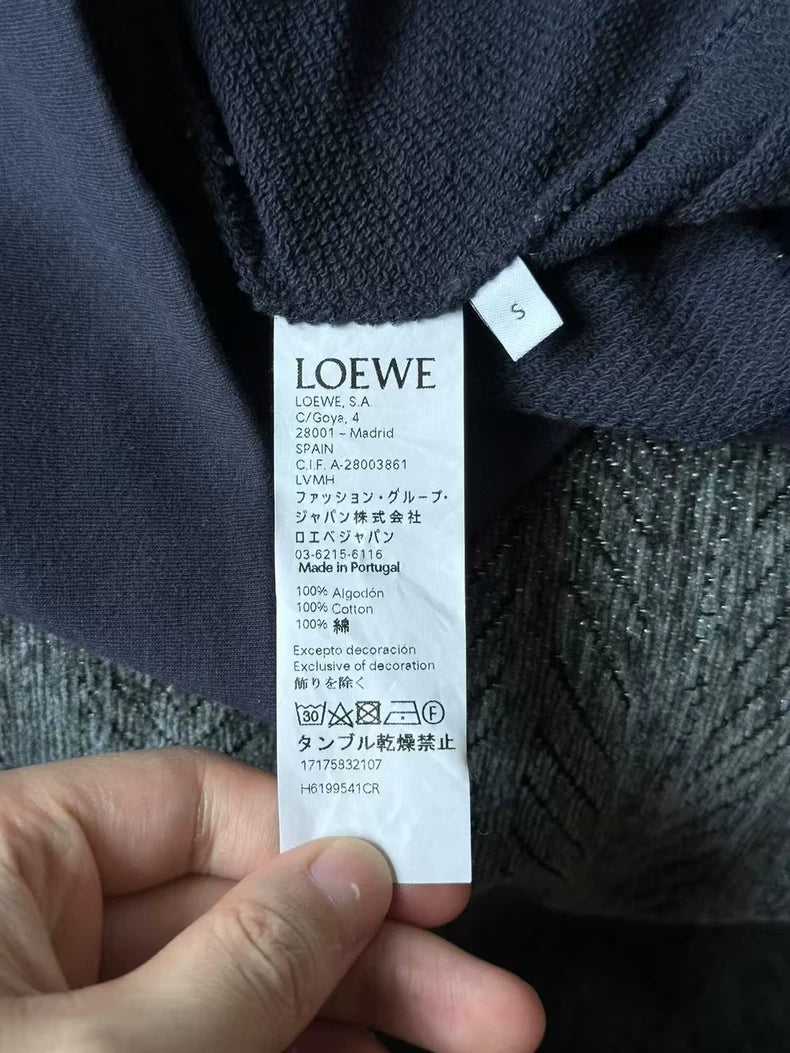 S
LOEWE
LOEWE, S.A.
C/Goya, 4
28001 - Madrid
SPAIN
C.I.F. A-28003861
LVMH
ファッション・グループ・
ジャパン株式会社
ロエベジャパン
03-6215-6116
Made in Portugal
100% Algodón
100% Cotton
100% 綿
Excepto decoración
Exclusive of decoration
飾りを除く
30 F
タンブル乾燥禁止
17175832107
H6199541CR